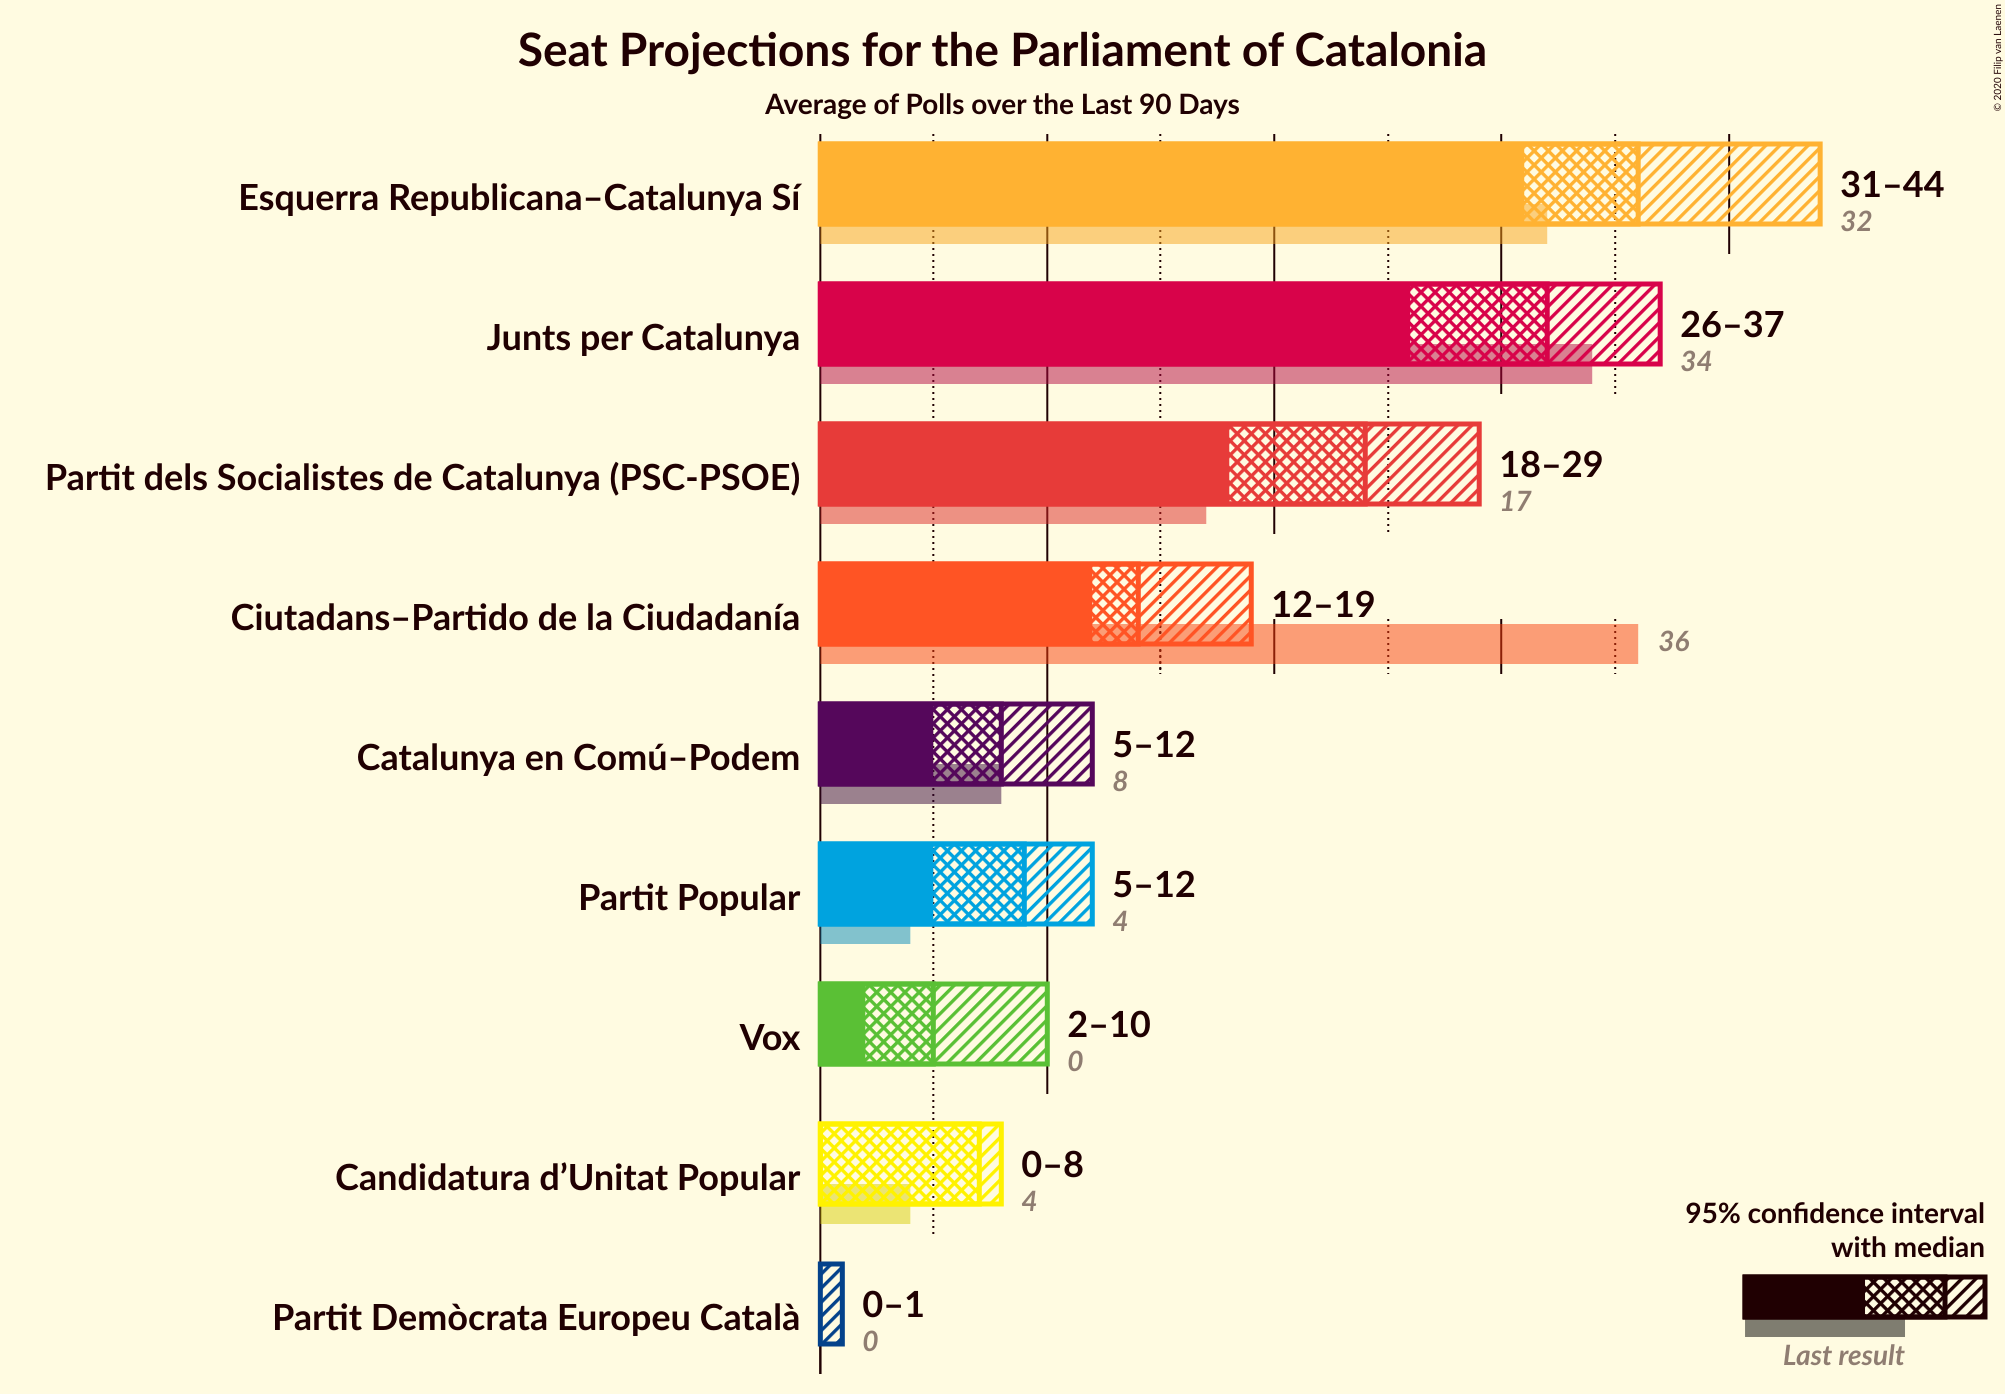 Seat Projections for the Parliament of Catalonia
Average of Polls over the Last 90 Days
© 2020 Filip van Laenen
Esquerra Republicana–Catalunya Sí
31–44
32
Junts per Catalunya
26–37
34
Partit dels Socialistes de Catalunya (PSC-PSOE)
18–29
17
Ciutadans–Partido de la Ciudadanía
12–19
36
Catalunya en Comú–Podem
5–12
8
Partit Popular
5–12
4
Vox
2–10
0
Candidatura d’Unitat Popular
0–8
4
Partit Demòcrata Europeu Català
0–1
0
95% confidence interval
with median
Last result